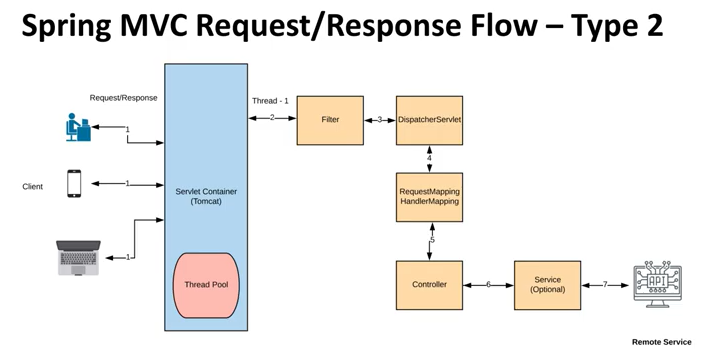 Spring MVC Request/Response Flow – Type 2
Request/Response
Thread - 1
1
2
Filter
3
DispatcherServlet
4
Client
1
Servlet Container
(Tomcat)
RequestMapping
HandlerMapping
5
1
Thread Pool
Controller
6
Service
(Optional)
7
API
Remote Service